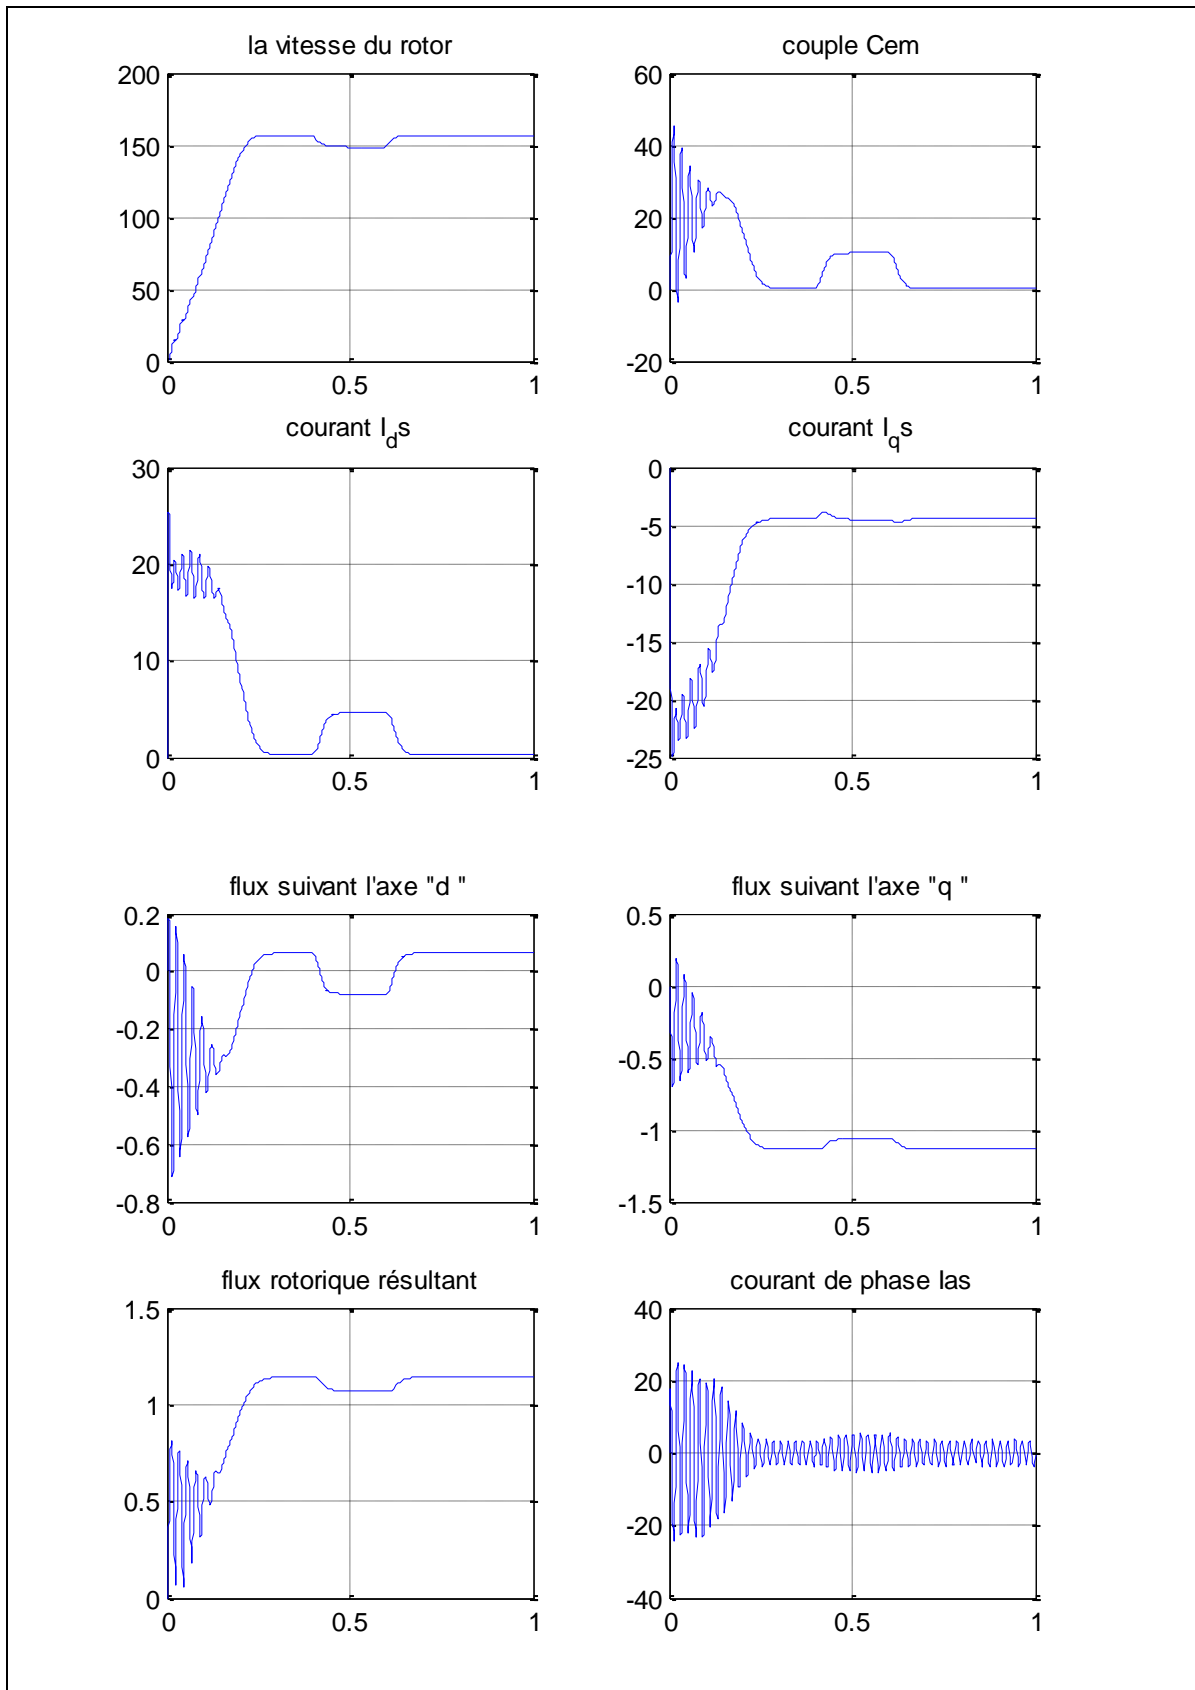 la vitesse du rotor
200
150
100
50
0
0 0.5 1
couple Cem
60
40
20
0
-20
0 0.5 1
courant I_ds
30
20
10
0
0 0.5 1
courant I_qs
0
-5
-10
-15
-20
-25
0 0.5 1
flux suivant l'axe "d "
0.2
0
-0.2
-0.4
-0.6
-0.8
0 0.5 1
flux suivant l'axe "q "
0.5
0
-0.5
-1
-1.5
0 0.5 1
flux rotorique résultant
1.5
1
0.5
0
0 0.5 1
courant de phase Ias
40
20
0
-20
-40
0 0.5 1